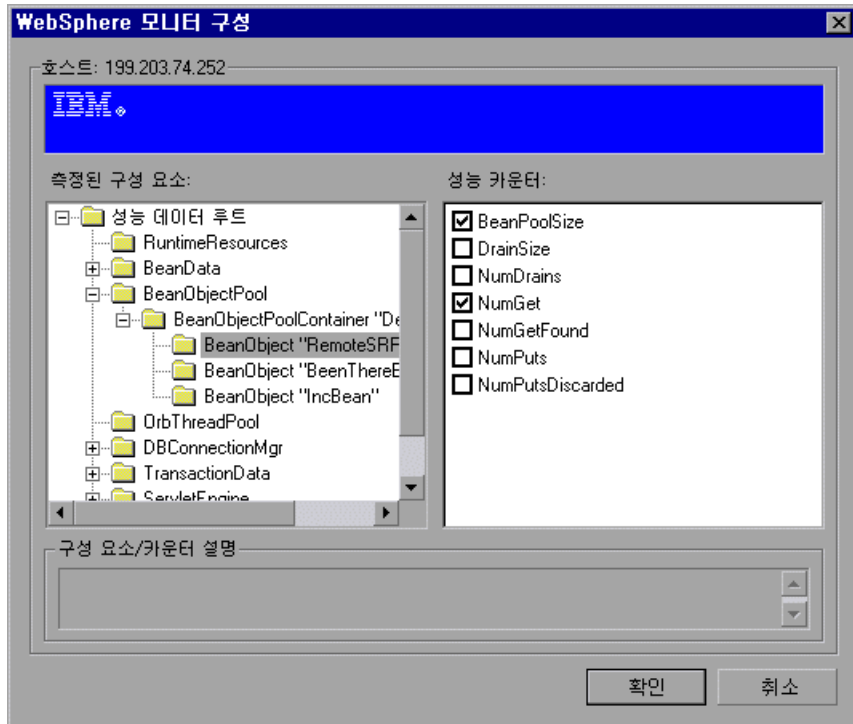 WebSphere 모니터 구성
호스트: 199.203.74.252
IBM®
측정된 구성 요소:
성능 카운터:
성능 데이터 루트
RuntimeResources
BeanData
BeanObjectPool
BeanObjectPoolContainer "De
BeanObject "RemoteSRF
BeanObject "BeenThereE
BeanObject "IncBean"
OrbThreadPool
DBConnectionMgr
TransactionData
ServletEngine
BeanPoolSize
DrainSize
NumDrains
NumGet
NumGetFound
NumPuts
NumPutsDiscarded
구성 요소/카운터 설명
확인
취소